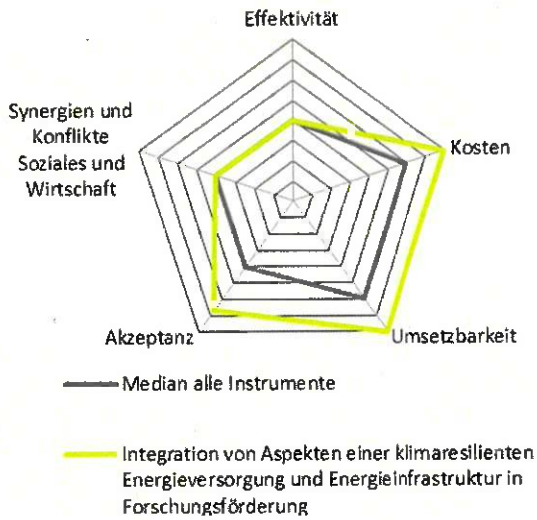 Effektivität
Synergien und
Konflikte
Soziales und
Wirtschaft
Kosten
Akzeptanz
Umsetzbarkeit
Median alle Instrumente
Integration von Aspekten einer klimaresilienten
Energieversorgung und Energieinfrastruktur in
Forschungsförderung